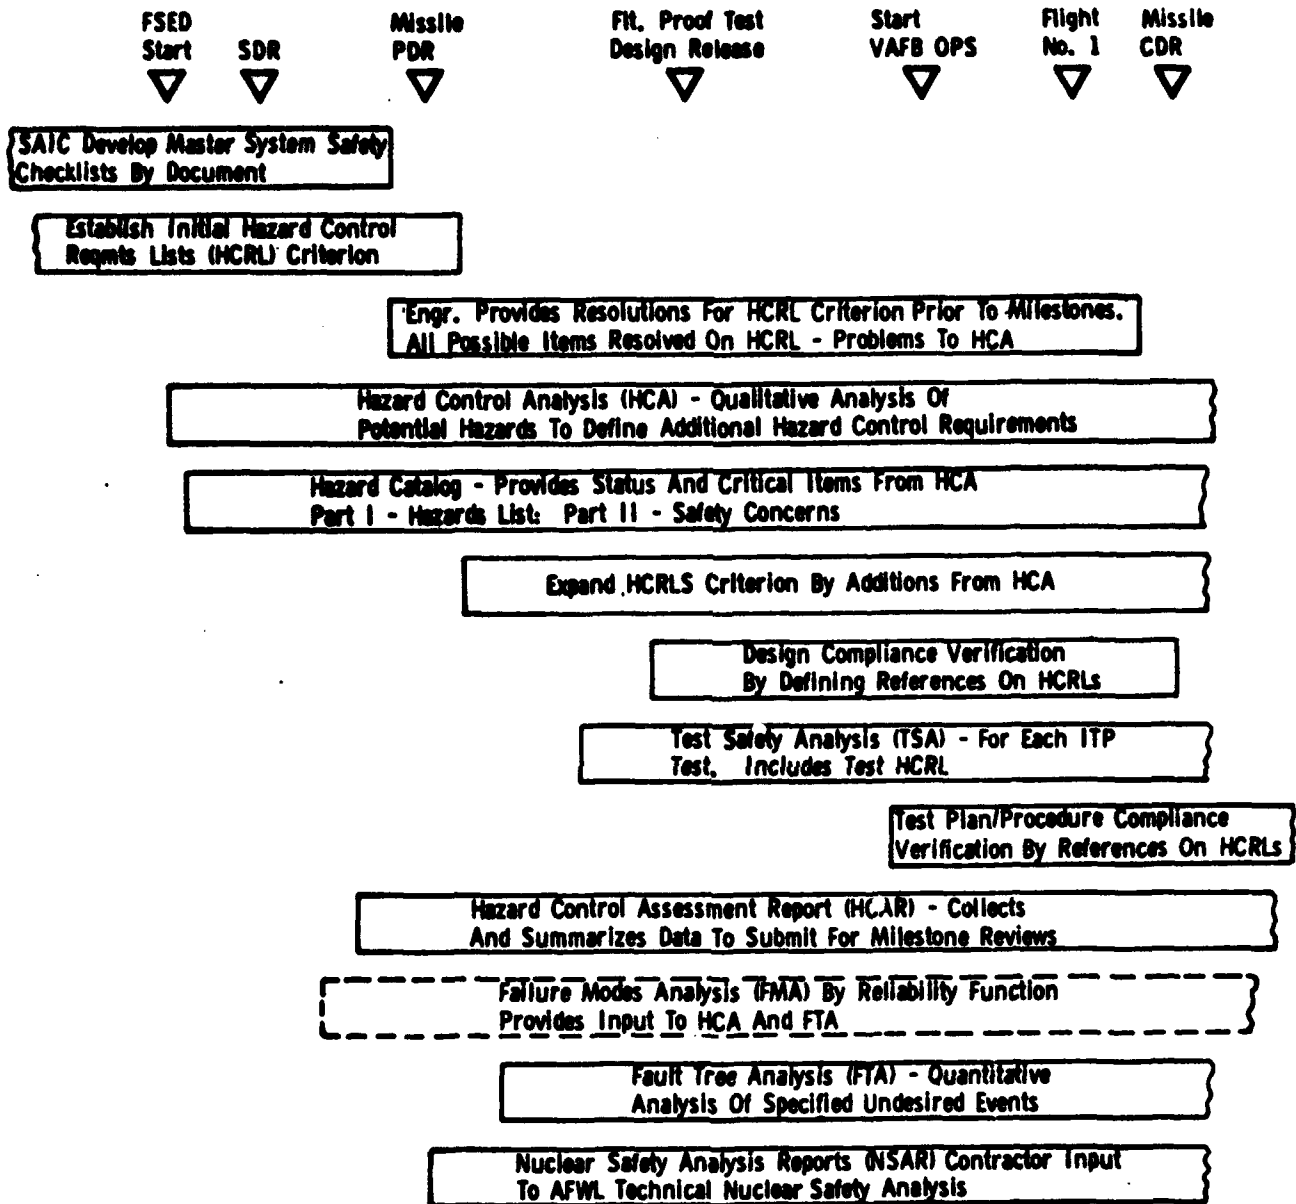 FSED
Start
SDR
Missile
PDR
Flt. Proof Test
Design Release
Start
VAFB OPS
Flight
No. 1
Missile
CDR
SAIC Develop Master System Safety
Checklists By Document
Establish Initial Hazard Control
Reqmts Lists (HCRL) Criterion
Engr. Provides Resolutions For HCRL Criterion Prior To Milestones.
All Possible Items Resolved On HCRL - Problems To HCA
Hazard Control Analysis (HCA) - Qualitative Analysis Of
Potential Hazards To Define Additional Hazard Control Requirements
Hazard Catalog - Provides Status And Critical Items From HCA
Part I - Hazards List: Part II - Safety Concerns
Expand HCRLS Criterion By Additions From HCA
Design Compliance Verification
By Defining References On HCRLs
Test Safety Analysis (TSA) - For Each ITP
Test. Includes Test HCRL
Test Plan/Procedure Compliance
Verification By References On HCRLs
Hazard Control Assessment Report (HCAR) - Collects
And Summarizes Data To Submit For Milestone Reviews
Failure Modes Analysis (FMA) By Reliability Function
Provides Input To HCA And FTA
Fault Tree Analysis (FTA) - Quantitative
Analysis Of Specified Undesired Events
Nuclear Safety Analysis Reports (NSAR) Contractor Input
To AFWL Technical Nuclear Safety Analysis